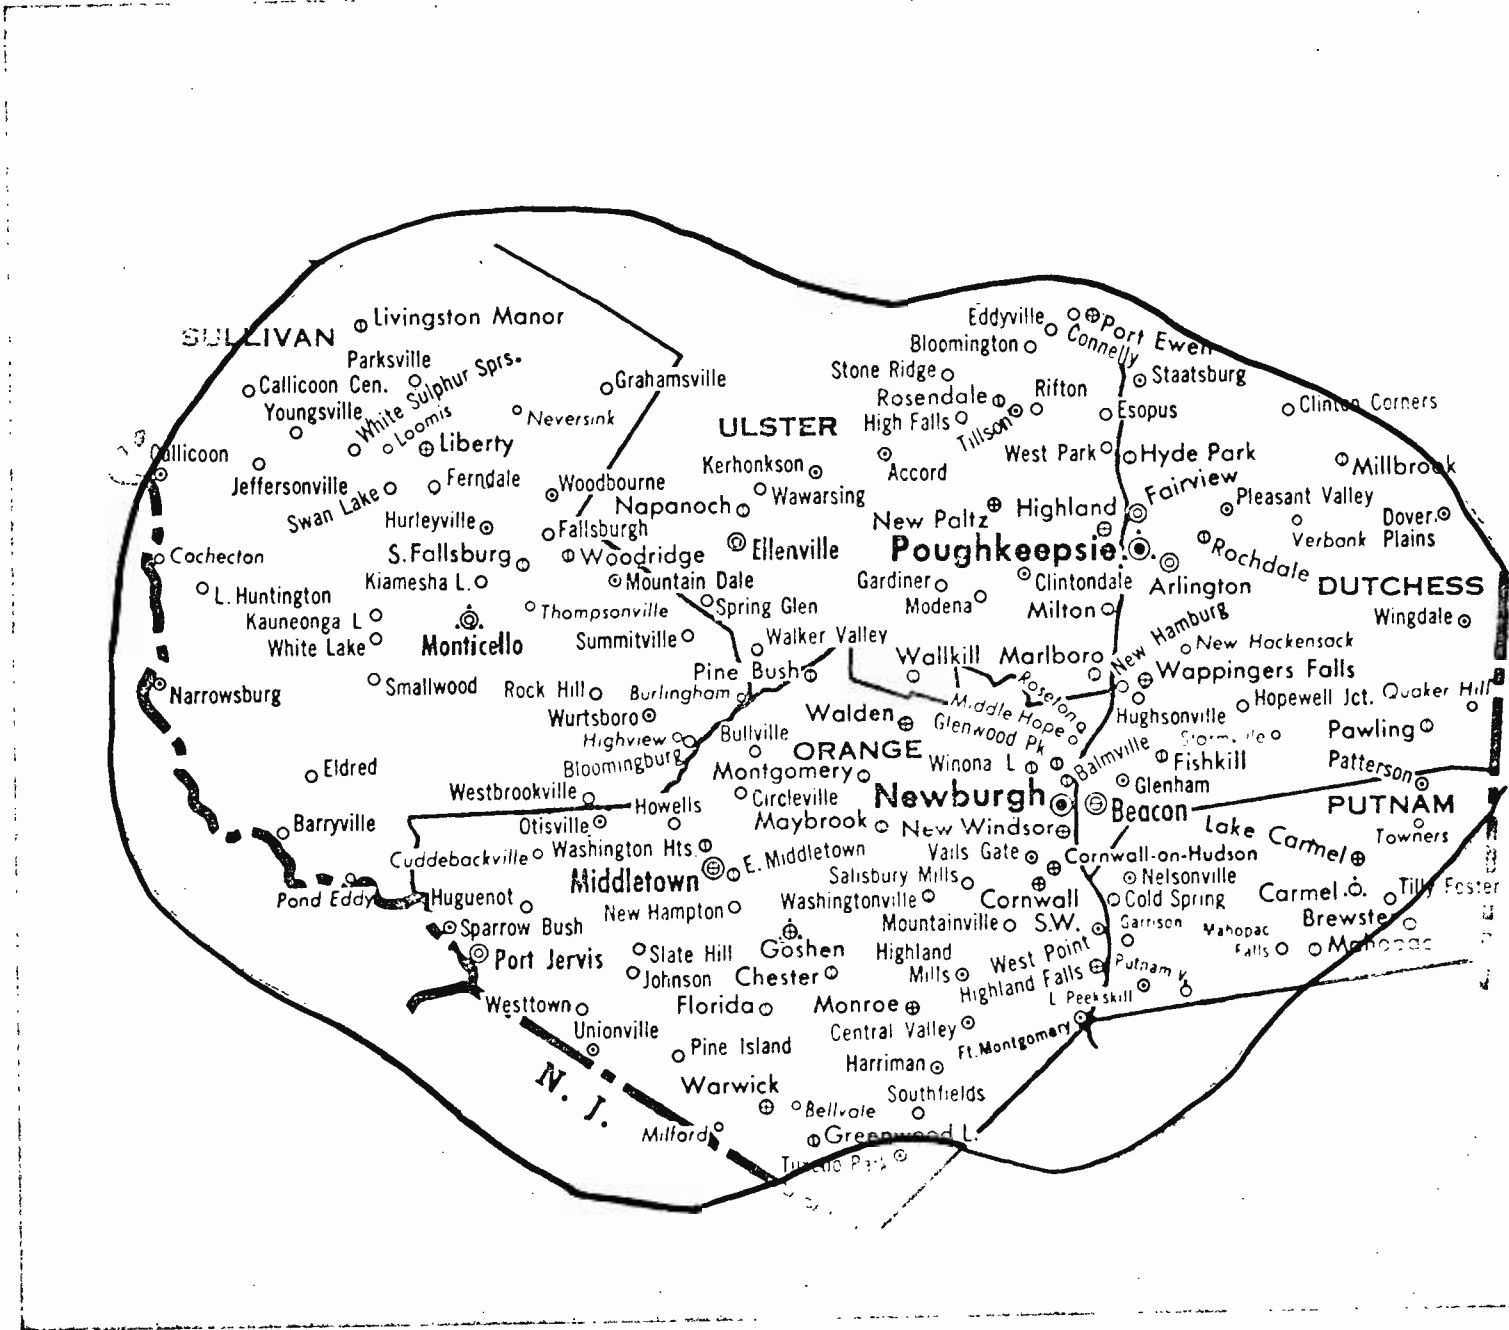 SULLIVAN
Livingston Manor
Parksville
Callicoon Cen.
White Sulphur Sprs.
Youngsville
Loomis
Liberty
Callicoon
Jeffersonville
Swan Lake
Ferndale
Hurleyville
Grahamsville
Neversink
Woodbourne
Fallsburgh
S. Fallsburg
Woodridge
Cochecton
Kiamesha L.
Mountain Dale
L. Huntington
Kauneonga L
White Lake
Monticello
Thompsonville
Spring Glen
Summitville
Narrowsburg
Smallwood
Rock Hill
Burlingham
Wurtsboro
Highview
Bloomingburg
Eldred
Westbrookville
Barryville
Pond Eddy
ULSTER
Eddyville
Port Ewen
Connelly
Bloomington
Stone Ridge
Rosendale
Rifton
Staatsburg
High Falls
Tillson
Esopus
Clinton Corners
West Park
Hyde Park
Millbrook
Accord
Kerhonkson
Wawarsing
Napanoch
Ellenville
New Paltz
Highland
Fairview
Pleasant Valley
Verbank
Dover
Plains
Poughkeepsie
Rochdale
Arlington
DUTCHESS
Gardiner
Clintondale
Modena
Milton
Wingdale
New Hamburg
New Hackensack
Walker Valley
Pine Bush
Wallkill
Marlboro
Wappingers Falls
Roseton
Middle Hope
Hughsonville
Hopewell Jct.
Quaker Hill
Walden
Glenwood Pk
Pawling
Bullville
ORANGE
Winona L
Balmville
Fishkill
Patterson
Montgomery
Glenham
Circleville
Newburgh
Beacon
PUTNAM
Howells
Otisville
Maybrook
New Windsor
Lake Carmel
Towners
Cuddebackville
Washington Hts.
E. Middletown
Vails Gate
Cornwall-on-Hudson
Middletown
Salisbury Mills
Nelsonville
Carmel
Tilly Foster
Huguenot
New Hampton
Washingtonville
Cornwall
Cold Spring
Brewster
Sparrow Bush
Mountainville
S.W.
Garrison
Mahopac
Falls
Mahopac
Port Jervis
Slate Hill
Goshen
Highland
Mills
West Point
Johnson
Chester
Highland Falls
Putnam V.
Westtown
Florida
Monroe
L Peekskill
Unionville
Central Valley
Ft. Montgomery
Pine Island
Harriman
N. J.
Warwick
Southfields
Bellvale
Milford
Greenwood L.
Tuxedo Park